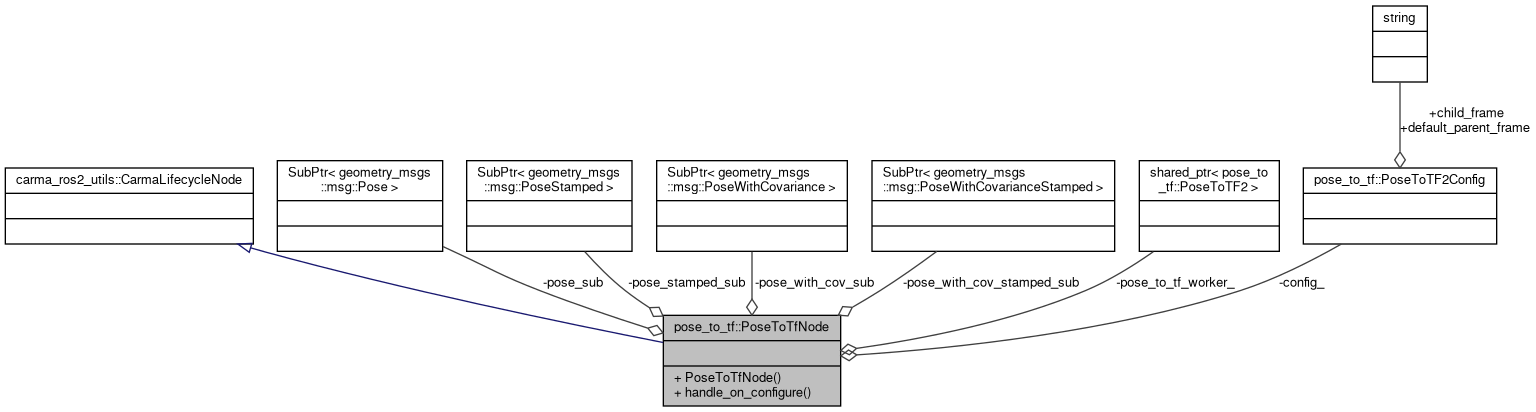 string
+child_frame
+default_parent_frame
carma_ros2_utils::CarmaLifecycleNode
SubPtr< geometry_msgs
::msg::Pose >
SubPtr< geometry_msgs
::msg::PoseStamped >
SubPtr< geometry_msgs
::msg::PoseWithCovariance >
SubPtr< geometry_msgs
::msg::PoseWithCovarianceStamped >
shared_ptr< pose_to
_tf::PoseToTF2 >
pose_to_tf::PoseToTF2Config
-pose_sub
-pose_stamped_sub
-pose_with_cov_sub
-pose_with_cov_stamped_sub
-pose_to_tf_worker_
-config_
pose_to_tf::PoseToTfNode
+ PoseToTfNode()
+ handle_on_configure()